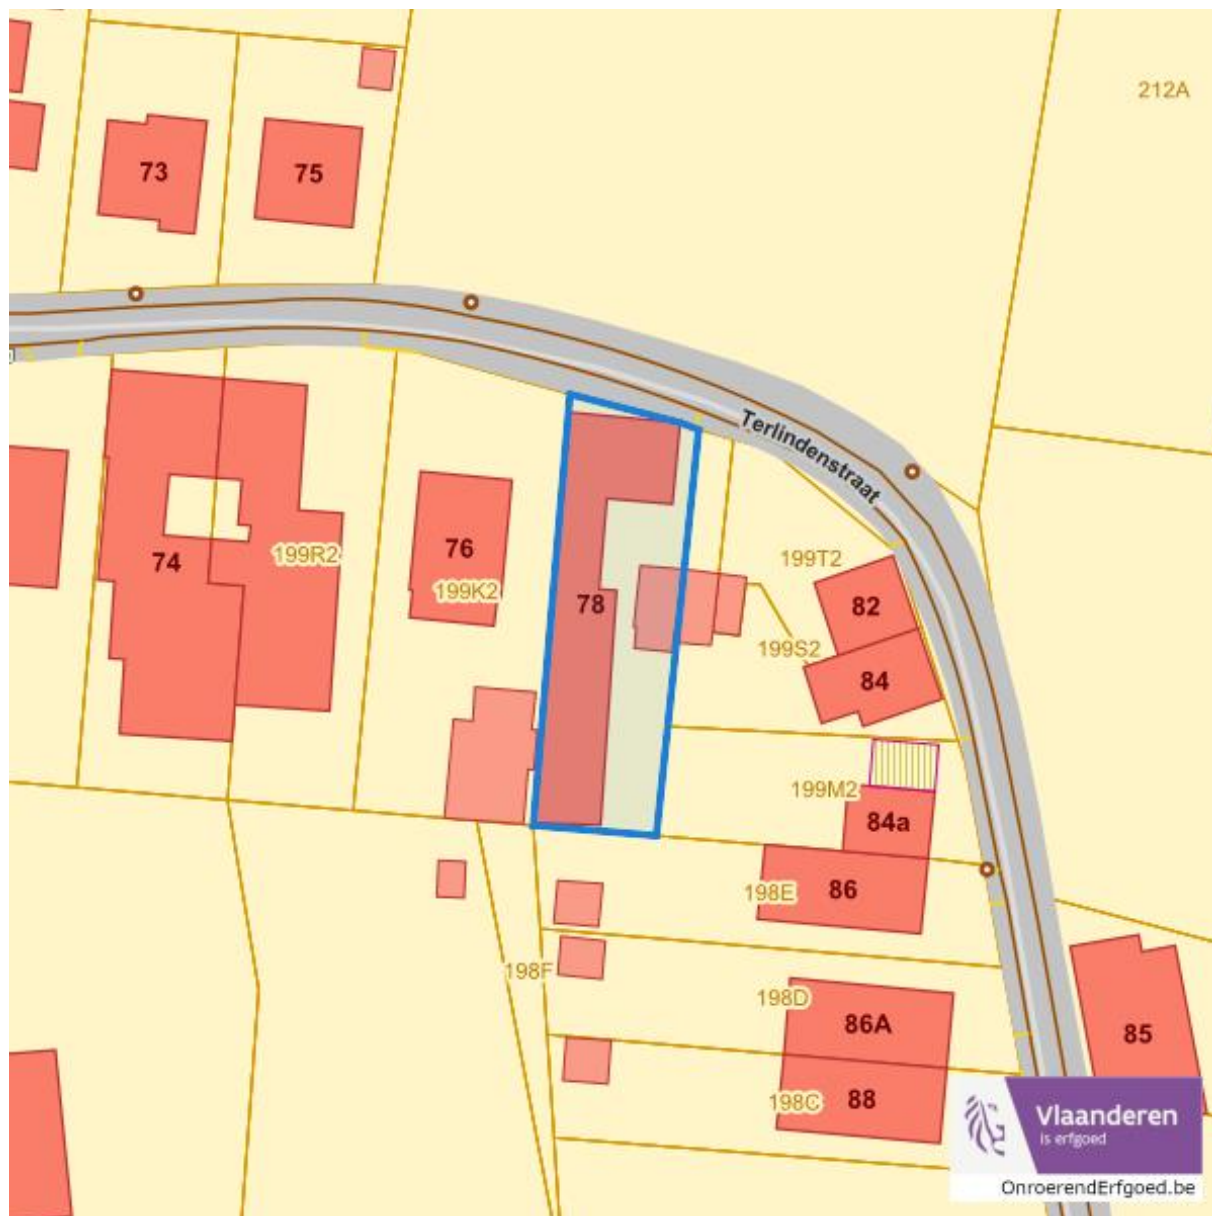 212A
73
75
Terlindenstraat
76
199R2
74
199T2
199K2
78
82
199S2
84
199M2
84a
86
198E
198F
198D
86A
85
88
198C
Vlaanderen
is erfgoed
OnroerendErfgoed.be